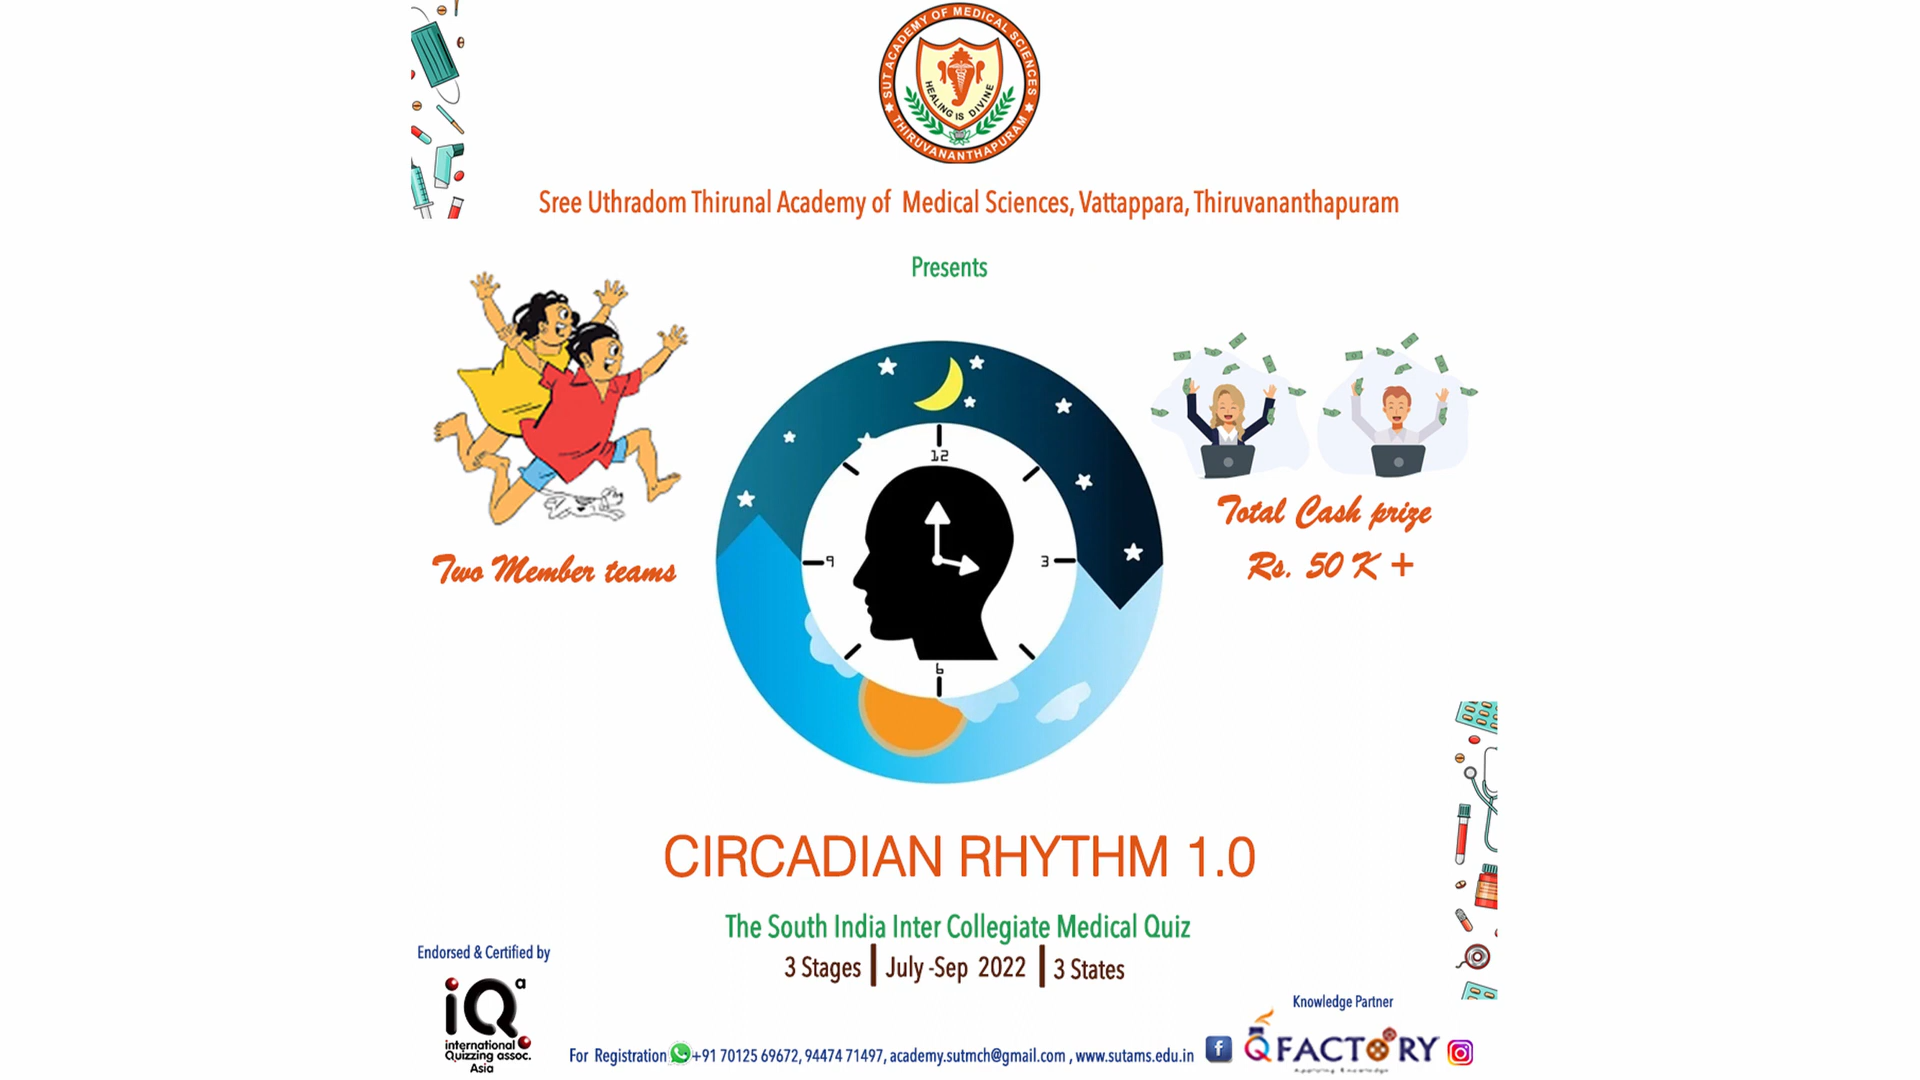 SUT ACADEMY OF MEDICAL SCIENCES
HEALING IS DIVINE
THIRUVANANTHAPURAM
Sree Uthradom Thirunal Academy of Medical Sciences, Vattappara, Thiruvananthapuram
Presents
Two Member teams
12
9
3
6
Total Cash prize
Rs. 50 K +
CIRCADIAN RHYTHM 1.0
The South India Inter Collegiate Medical Quiz
3 Stages | July -Sep 2022 | 3 States
Endorsed & Certified by
iQa
international
Quizzing assoc.
Asia
For Registration +91 70125 69672, 94474 71497, academy.sutmch@gmail.com , www.sutams.edu.in
Knowledge Partner
QFACTORY
Applying Knowledge